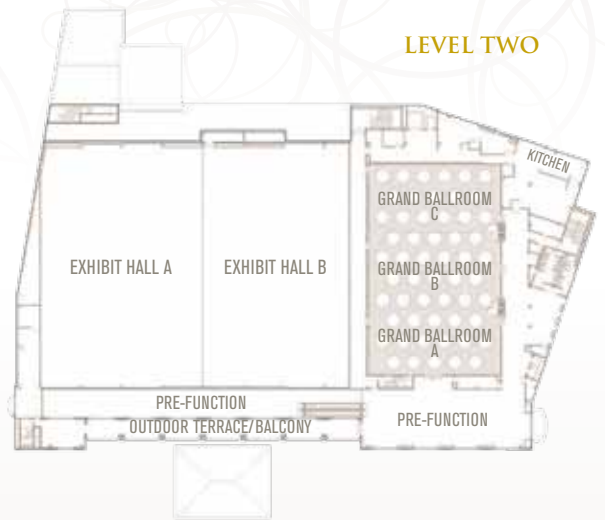 LEVEL TWO
KITCHEN
GRAND BALLROOM
C
EXHIBIT HALL A
EXHIBIT HALL B
GRAND BALLROOM
B
GRAND BALLROOM
A
PRE-FUNCTION
OUTDOOR TERRACE/BALCONY
PRE-FUNCTION